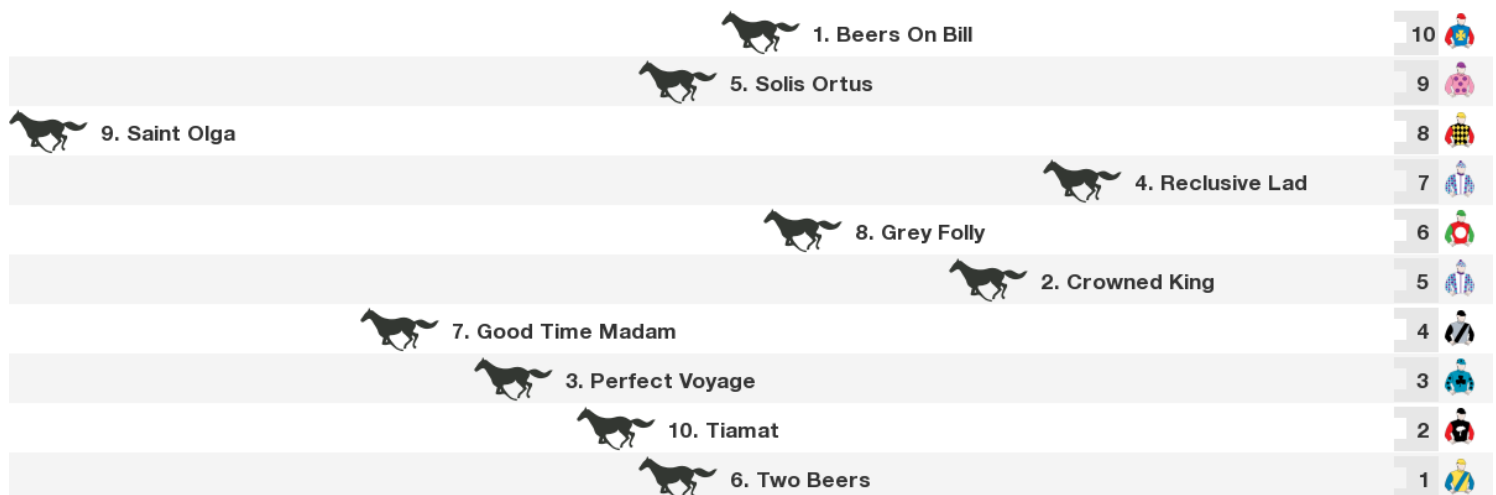 1. Beers On Bill 10
5. Solis Ortus 9
9. Saint Olga 8
4. Reclusive Lad 7
8. Grey Folly 6
2. Crowned King 5
7. Good Time Madam 4
3. Perfect Voyage 3
10. Tiamat 2
6. Two Beers 1